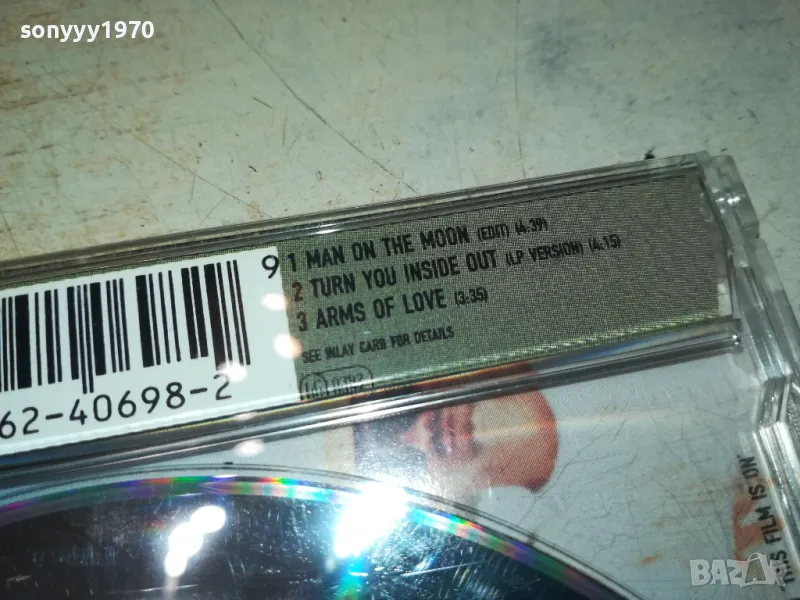 sonyyy1970
9
1 MAN ON THE MOON (EDIT) (4:39)
2 TURN YOU INSIDE OUT (LP VERSION) (4:15)
3 ARMS OF LOVE (3:35)
SEE INLAY CARD FOR DETAILS
62-40698-2
THIS FILM IS ON
BAZAR